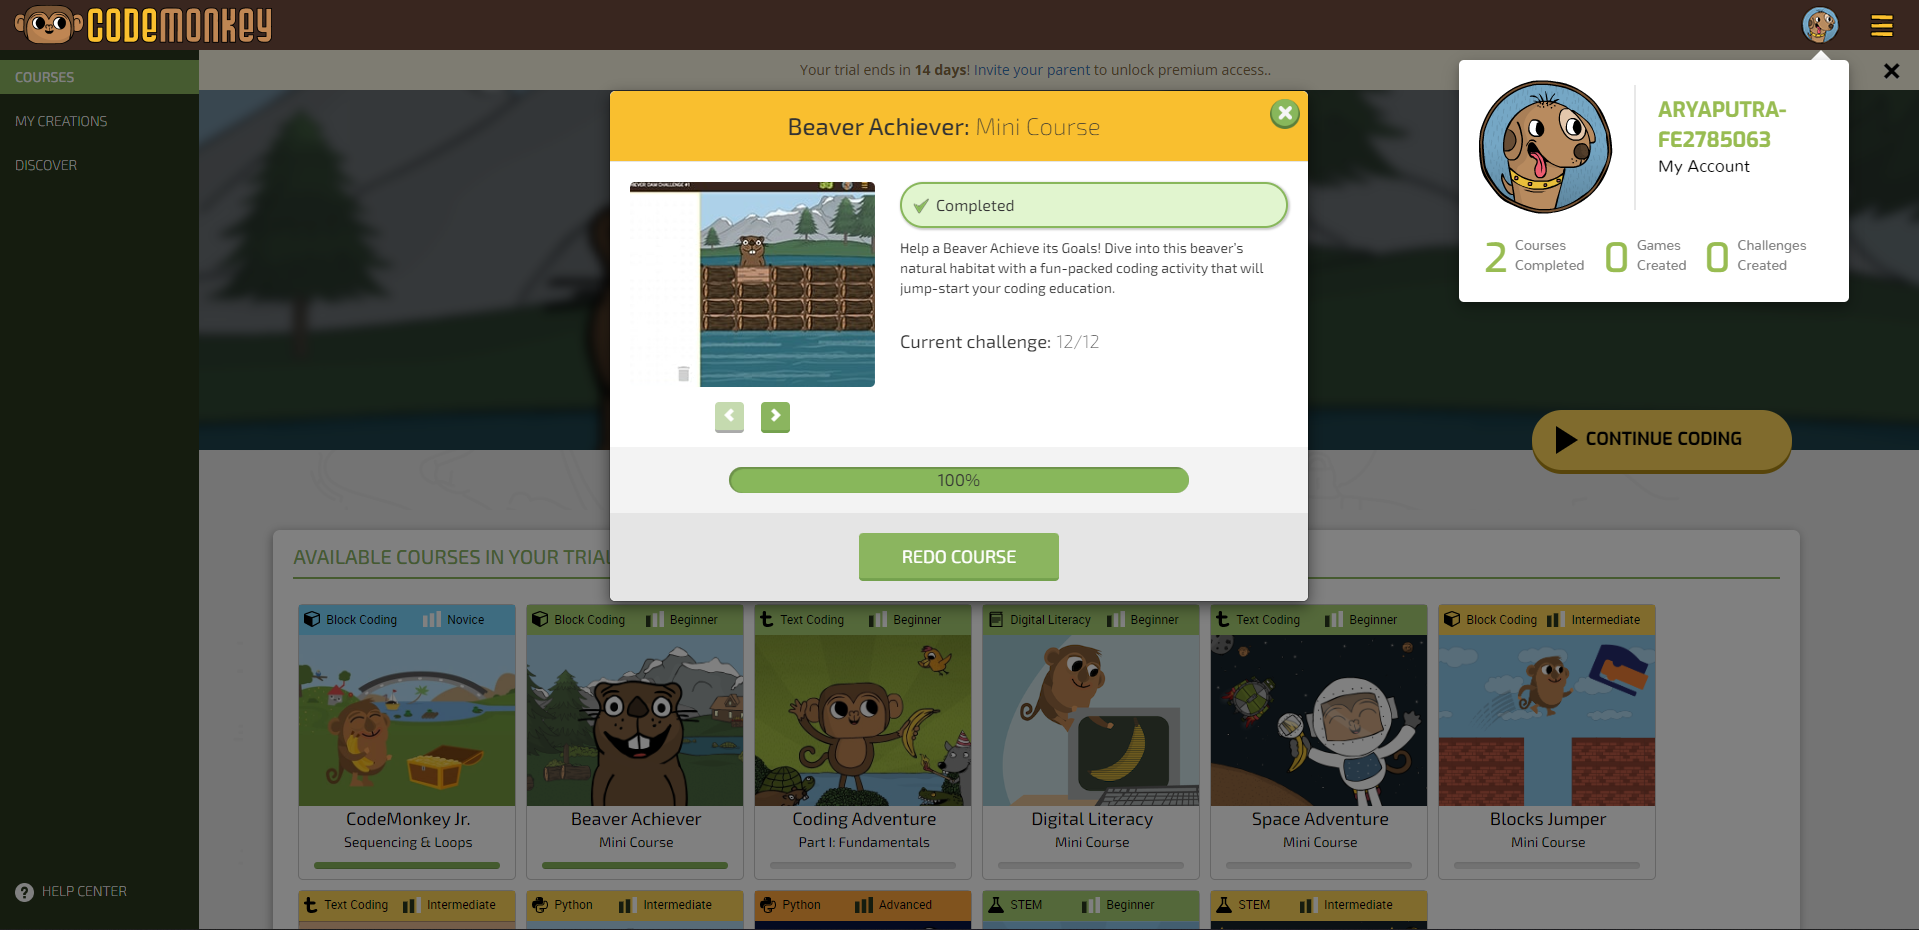 CODEMONKEY
COURSES
MY CREATIONS
DISCOVER
HELP CENTER
Your trial ends in 14 days! Invite your parent to unlock premium access..
ARYAPUTRA-
FE2785063
My Account
2 Courses Completed
0 Games Created
0 Challenges Created
Beaver Achiever: Mini Course
Completed
Help a Beaver Achieve its Goals! Dive into this beaver's
natural habitat with a fun-packed coding activity that will
jump-start your coding education.
Current challenge: 12/12
100%
REDO COURSE
CONTINUE CODING
AVAILABLE COURSES IN YOUR TRIAL
Block Coding Novice
CodeMonkey Jr.
Sequencing & Loops
Block Coding Beginner
Beaver Achiever
Mini Course
Text Coding Beginner
Coding Adventure
Part I: Fundamentals
Digital Literacy Beginner
Digital Literacy
Mini Course
Text Coding Beginner
Space Adventure
Mini Course
Block Coding Intermediate
Blocks Jumper
Mini Course
Text Coding Intermediate
Python Intermediate
Python Advanced
STEM Beginner
STEM Intermediate